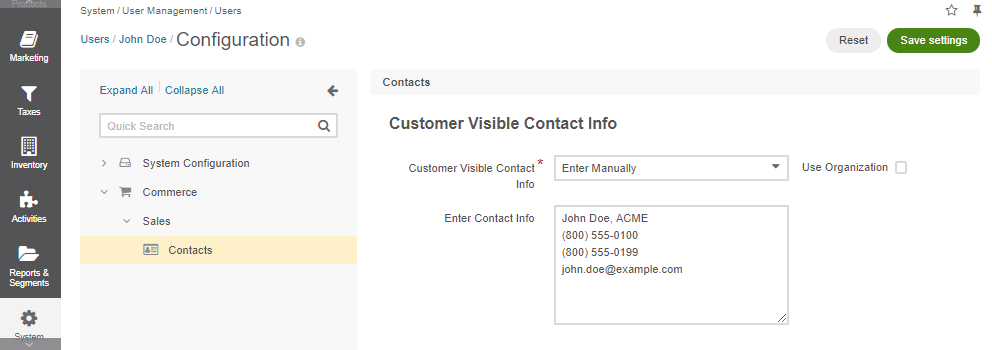 Products
Marketing
Taxes
Inventory
Activities
Reports &
Segments
System
System / User Management / Users
Users / John Doe / Configuration
Reset
Save settings
Expand All | Collapse All
Quick Search
System Configuration
Commerce
Sales
Contacts
Contacts
Customer Visible Contact Info
Customer Visible Contact *
Info
Enter Manually
Use Organization
Enter Contact Info
John Doe, ACME
(800) 555-0100
(800) 555-0199
john.doe@example.com